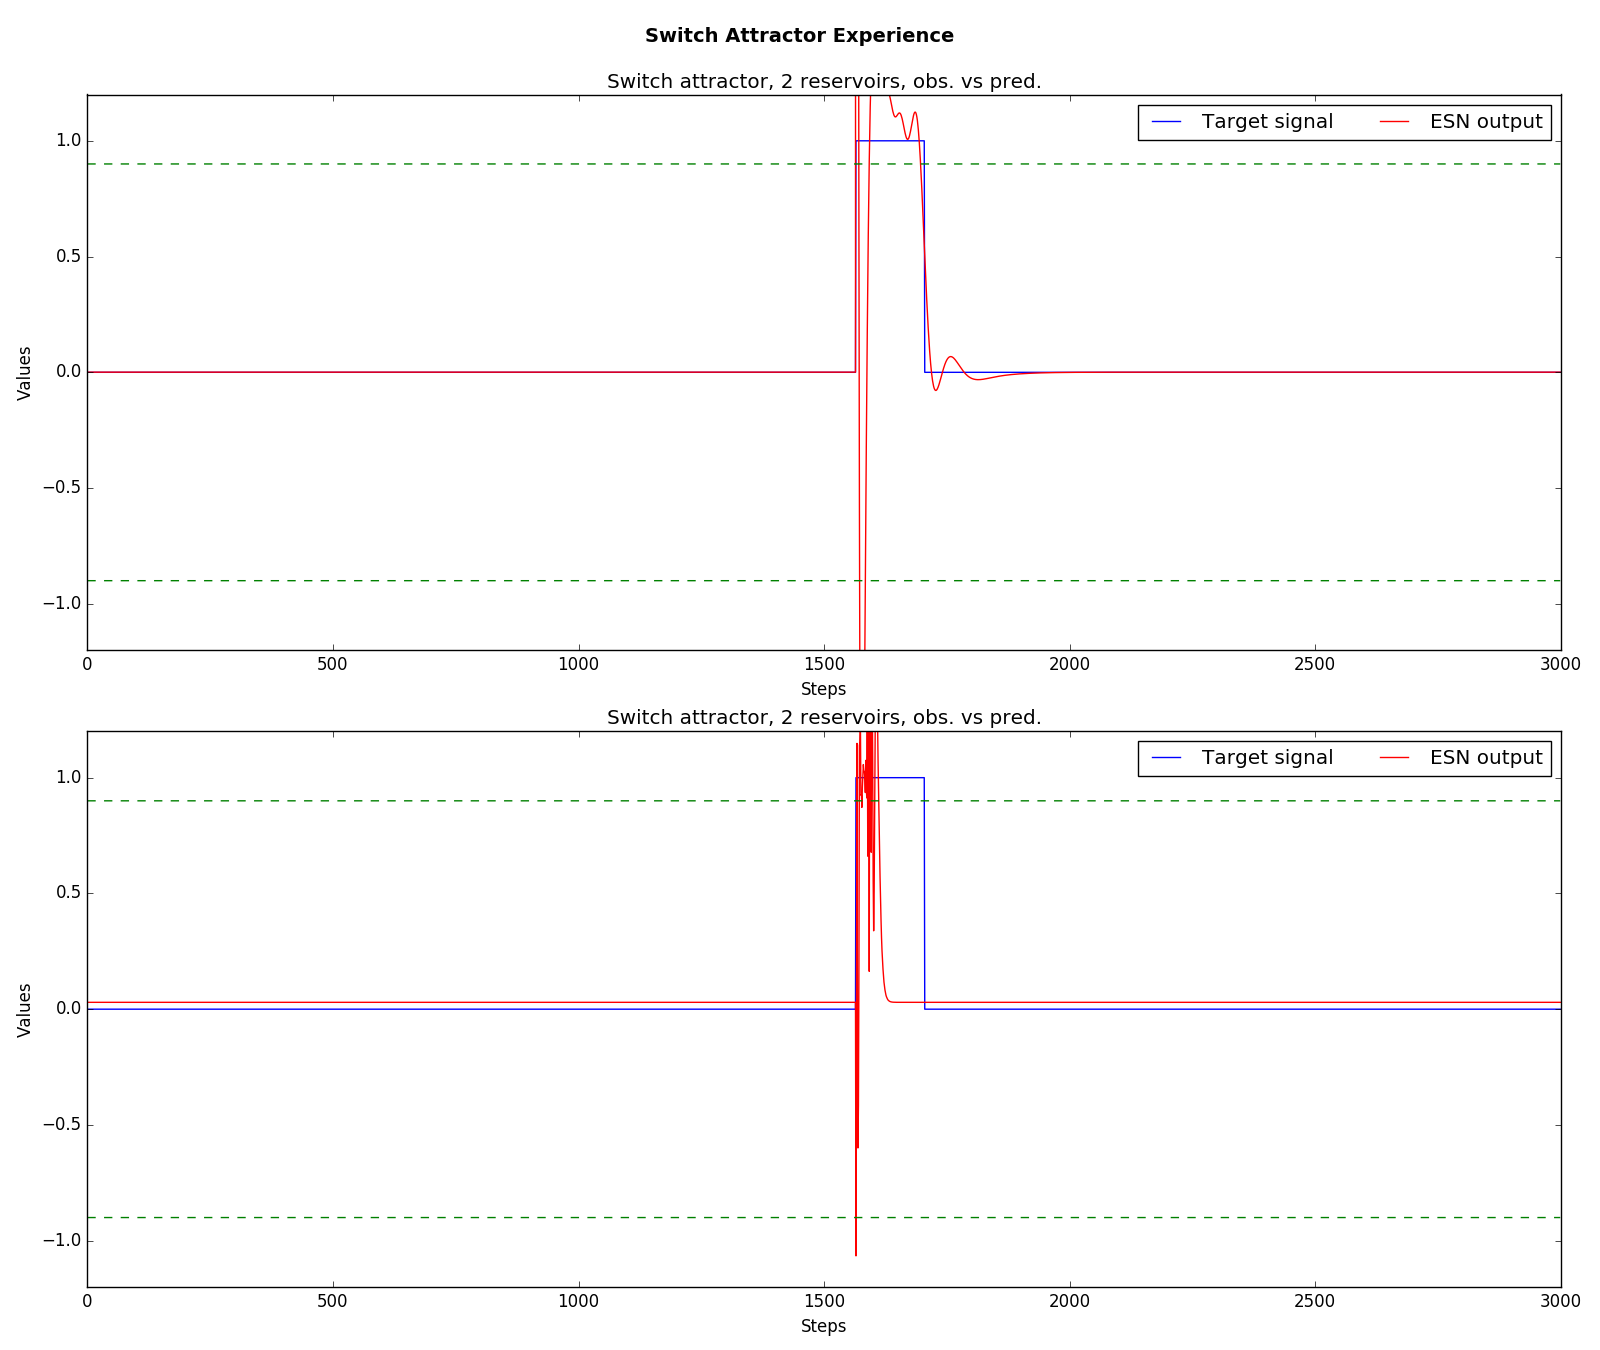 Switch Attractor Experience
Switch attractor, 2 reservoirs, obs. vs pred.
Target signal ESN output
1.0
0.5
0.0
−0.5
−1.0
Values
0 500 1000 1500 2000 2500 3000
Steps
Switch attractor, 2 reservoirs, obs. vs pred.
Target signal ESN output
1.0
0.5
0.0
−0.5
−1.0
Values
0 500 1000 1500 2000 2500 3000
Steps